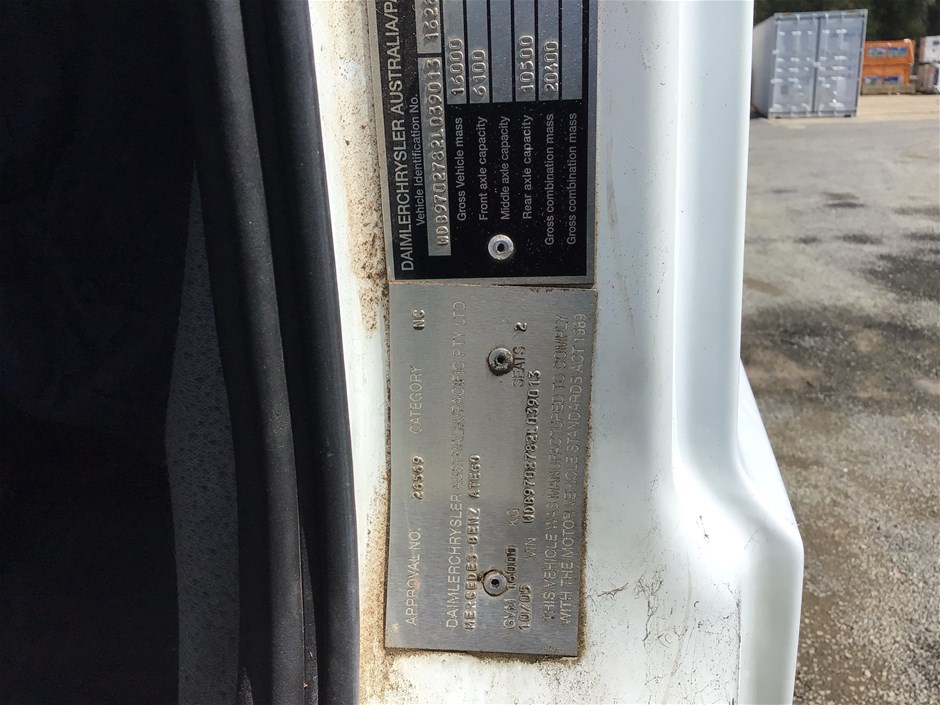 DAIMLERCHRYSLER AUSTRALIA/PA
Vehicle Identification No.
WDB9702782L039013
Gross Vehicle mass 16000
Front axle capacity 6100
Middle axle capacity
Rear axle capacity 10500
Gross combination mass
Gross combination mass
APPROVAL NO. 26569 CATEGORY NC
DAIMLERCHRYSLER AUSTRALIA/PACIFIC PTY LTD
MERCEDES-BENZ ATEGO
GVM 16000 KG SEATS 2
10/05 VIN WDB9702782L039013
THIS VEHICLE WAS MANUFACTURED TO COMPLY
WITH THE MOTOR VEHICLE STANDARDS ACT 1989